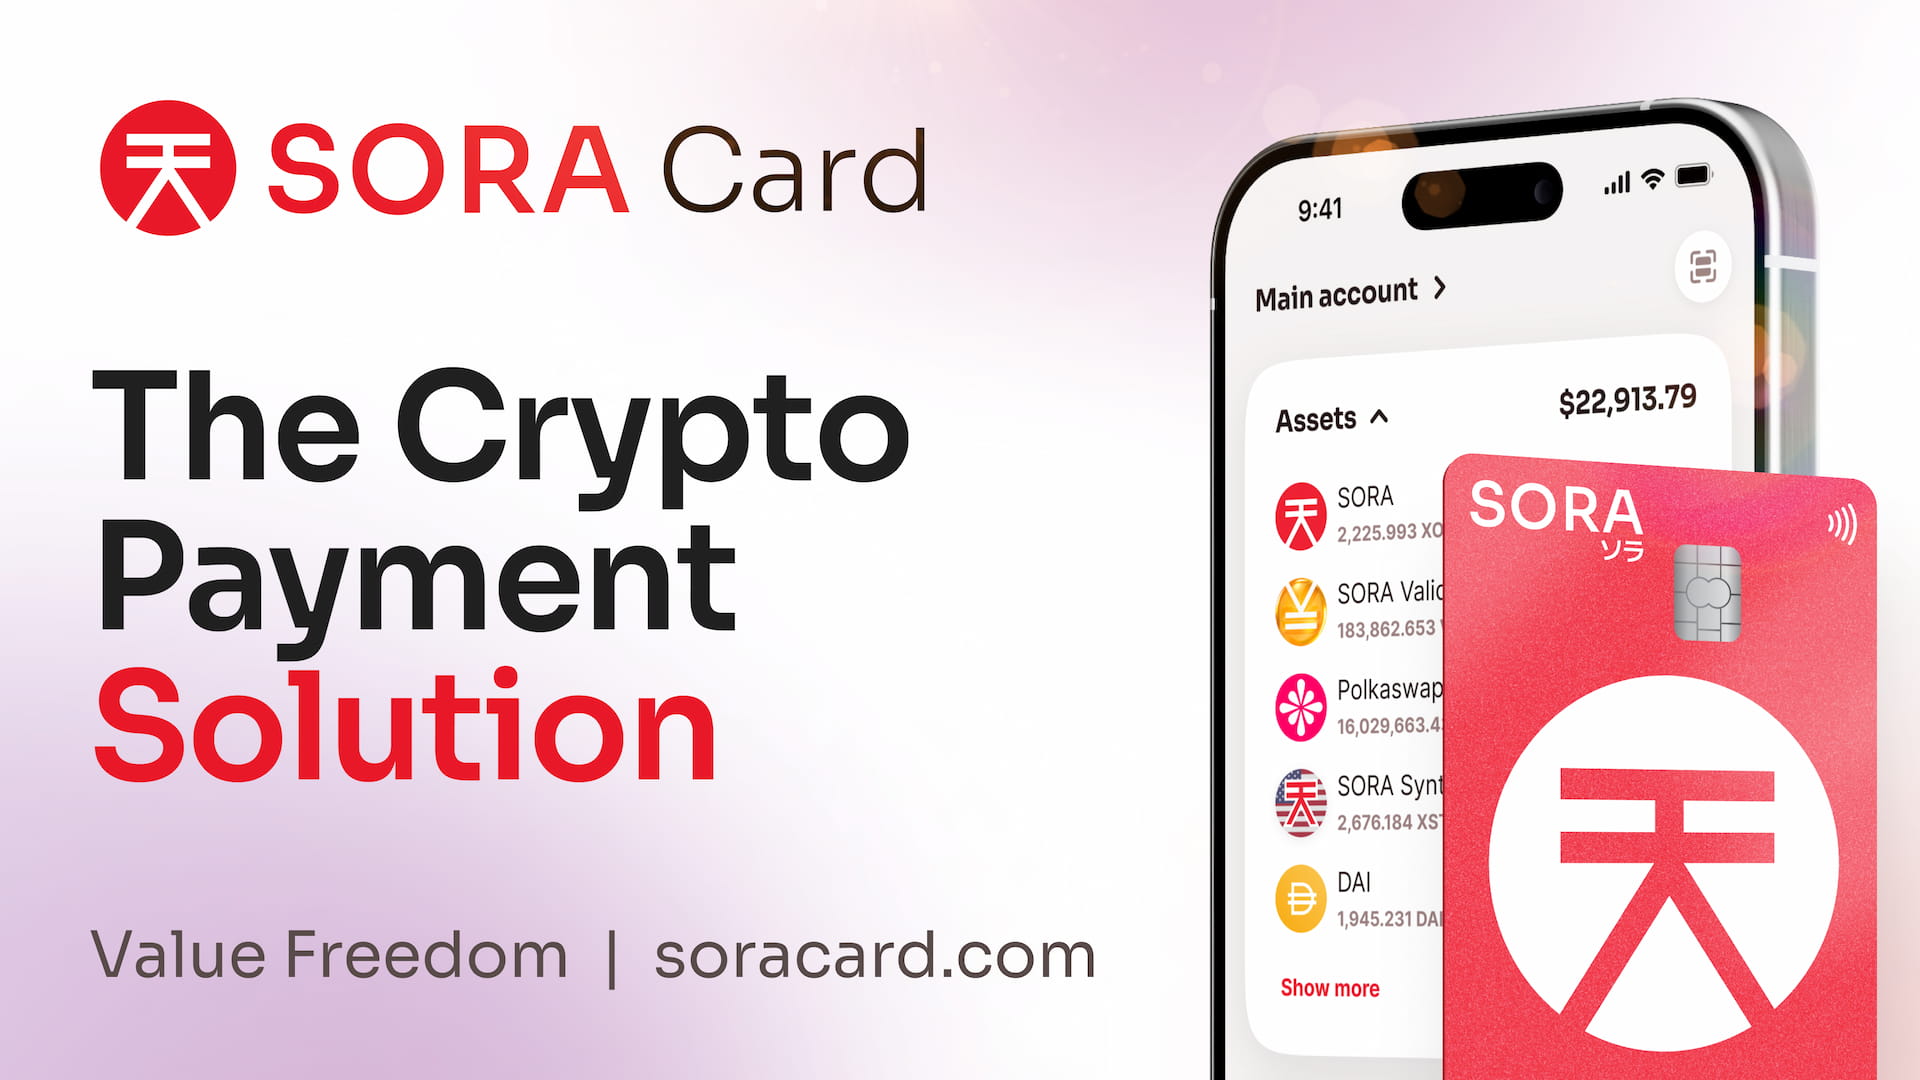 SORA Card
The Crypto
Payment
Solution
Value Freedom | soracard.com
9:41
Main account
Assets
$22,913.79
SORA
2,225.993 XO
SORA Valid
183,862.653
Polkaswap
16,029,663.4
SORA Synt
2,676.184 XST
DAI
1,945.231 DAI
Show more
SORA
ソラ